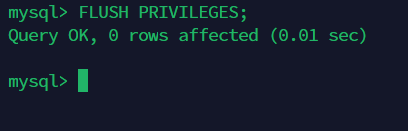 mysql> FLUSH PRIVILEGES;
Query OK, 0 rows affected (0.01 sec)
mysql>